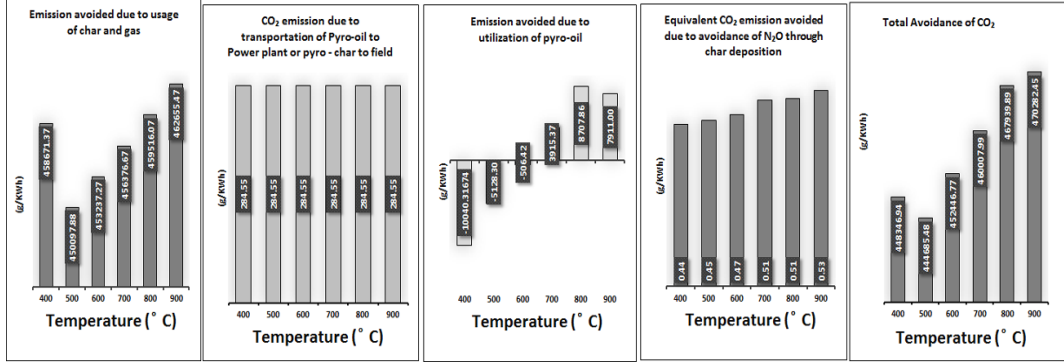 Emission avoided due to usage
of char and gas
(g/KWh)
458671.37
450097.88
453237.27
456376.67
459516.07
462655.47
400 500 600 700 800 900
Temperature (° C)
CO₂ emission due to
transportation of Pyro-oil to
Power plant or pyro - char to field
(g/KWh)
284.55
284.55
284.55
284.55
284.55
284.55
400 500 600 700 800 900
Temperature (° C)
Emission avoided due to
utilization of pyro-oil
(g/KWh)
-10040.31674
-5128.30
-506.42
3915.37
8707.86
7911.00
400 500 600 700 800 900
Temperature (° C)
Equivalent CO₂ emission avoided
due to avoidance of N₂O through
char deposition
(g/KWh)
0.44
0.45
0.47
0.51
0.51
0.53
400 500 600 700 800 900
Temperature (° C)
Total Avoidance of CO₂
(g/KWh)
448346.94
444685.48
452446.77
460007.99
467939.89
470282.45
400 500 600 700 800 900
Temperature (° C)